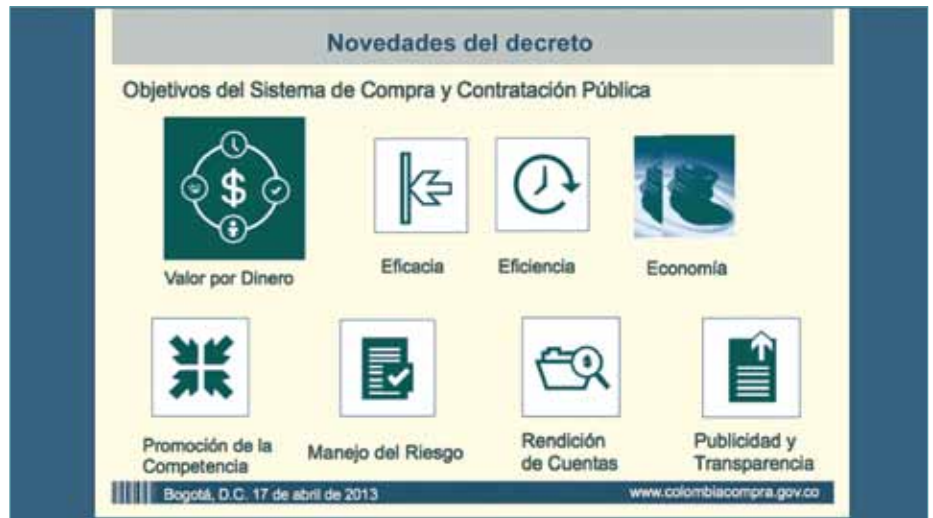 Novedades del decreto
Objetivos del Sistema de Compra y Contratación Pública
$
Valor por Dinero
Eficacia
Eficiencia
Economía
Promoción de la
Competencia
Manejo del Riesgo
Rendición
de Cuentas
Publicidad y
Transparencia
Bogotá, D.C. 17 de abril de 2013
www.colombiacompra.gov.co